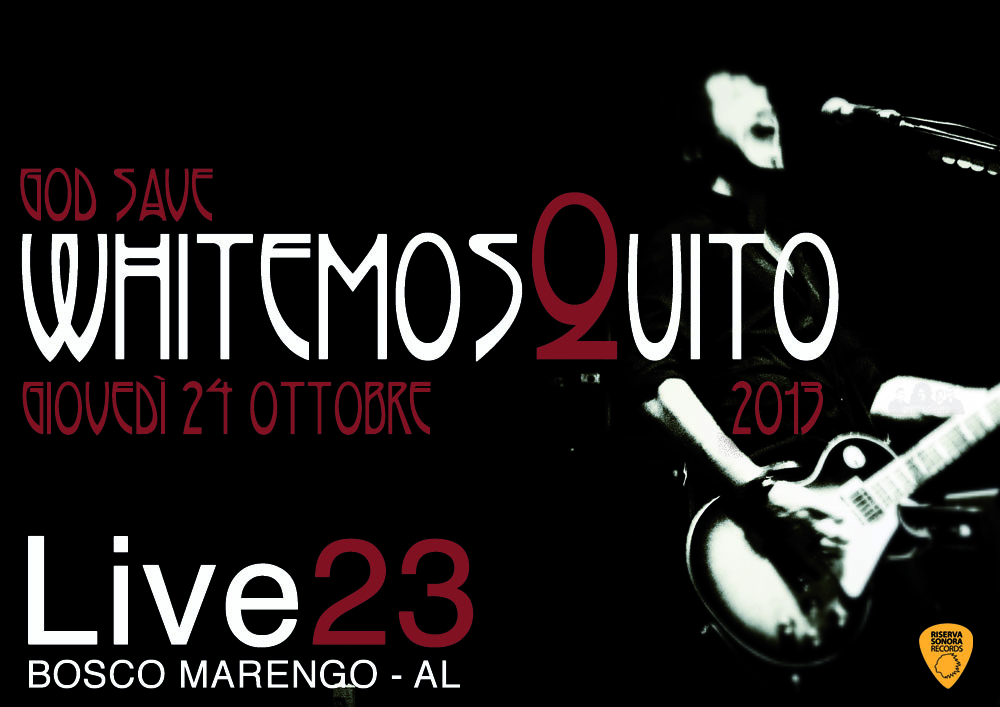 GOD SAVE
WHITEMOSQUITO
GIOVEDÌ 24 OTTOBRE 2013
Live23
BOSCO MARENGO - AL
RISERVA
SONORA
RECORDS